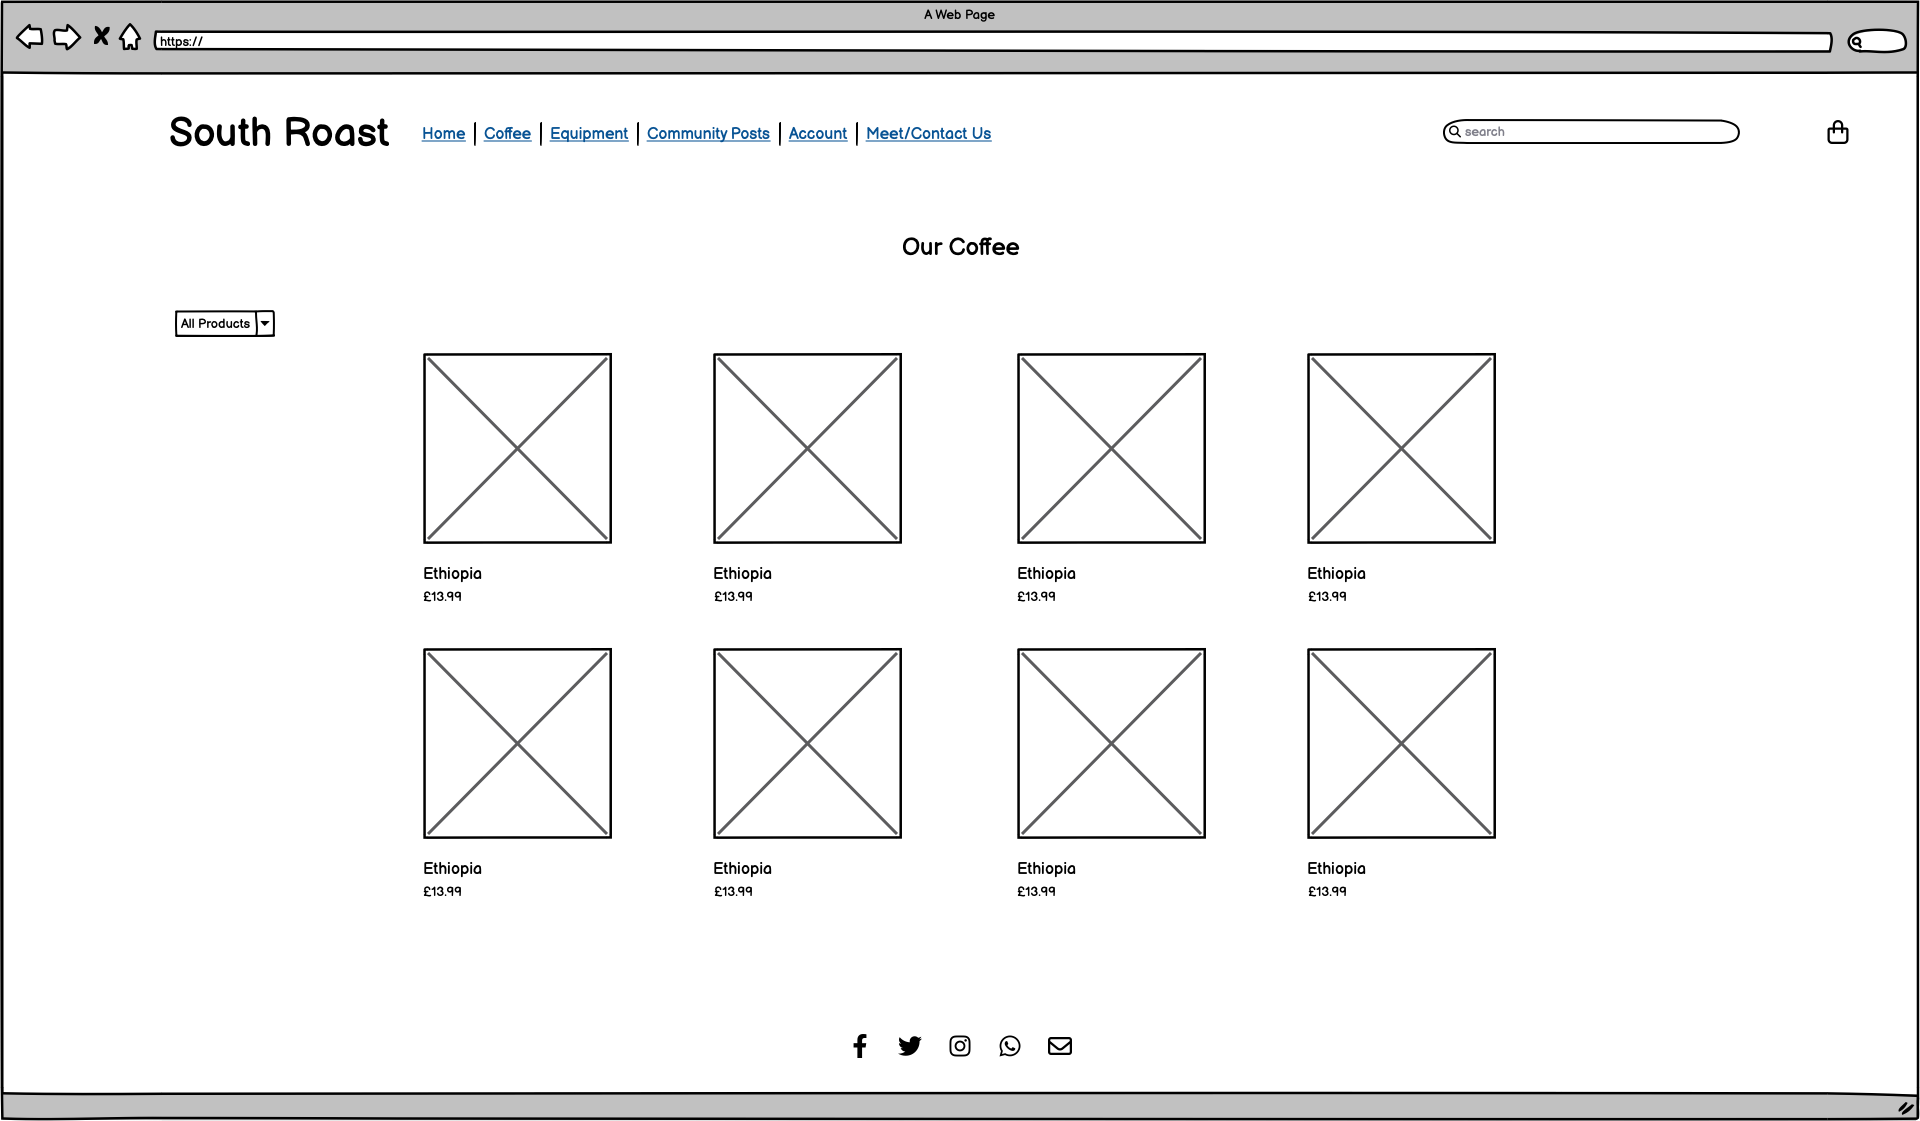 A Web Page
https://
South Roast
Home | Coffee | Equipment | Community Posts | Account | Meet/Contact Us
search
Our Coffee
All Products
Ethiopia Ethiopia Ethiopia Ethiopia
£13.99 £13.99 £13.99 £13.99
Ethiopia Ethiopia Ethiopia Ethiopia
£13.99 £13.99 £13.99 £13.99